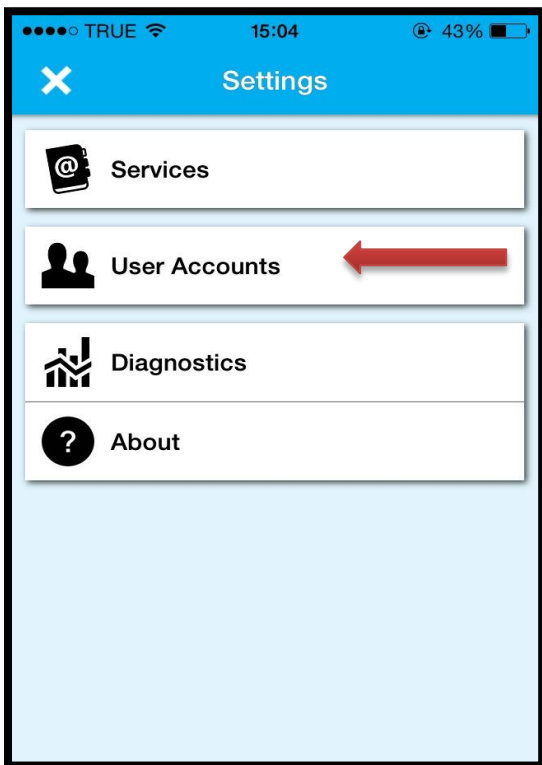 TRUE 15:04 43%
Settings
@ Services
User Accounts
Diagnostics
? About